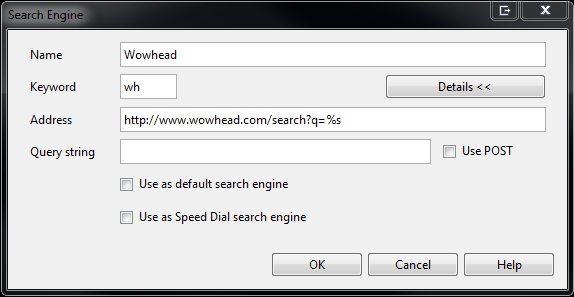 Search Engine
Name Wowhead
Keyword wh Details <<
Address http://www.wowhead.com/search?q=%s
Query string Use POST
Use as default search engine
Use as Speed Dial search engine
OK Cancel Help